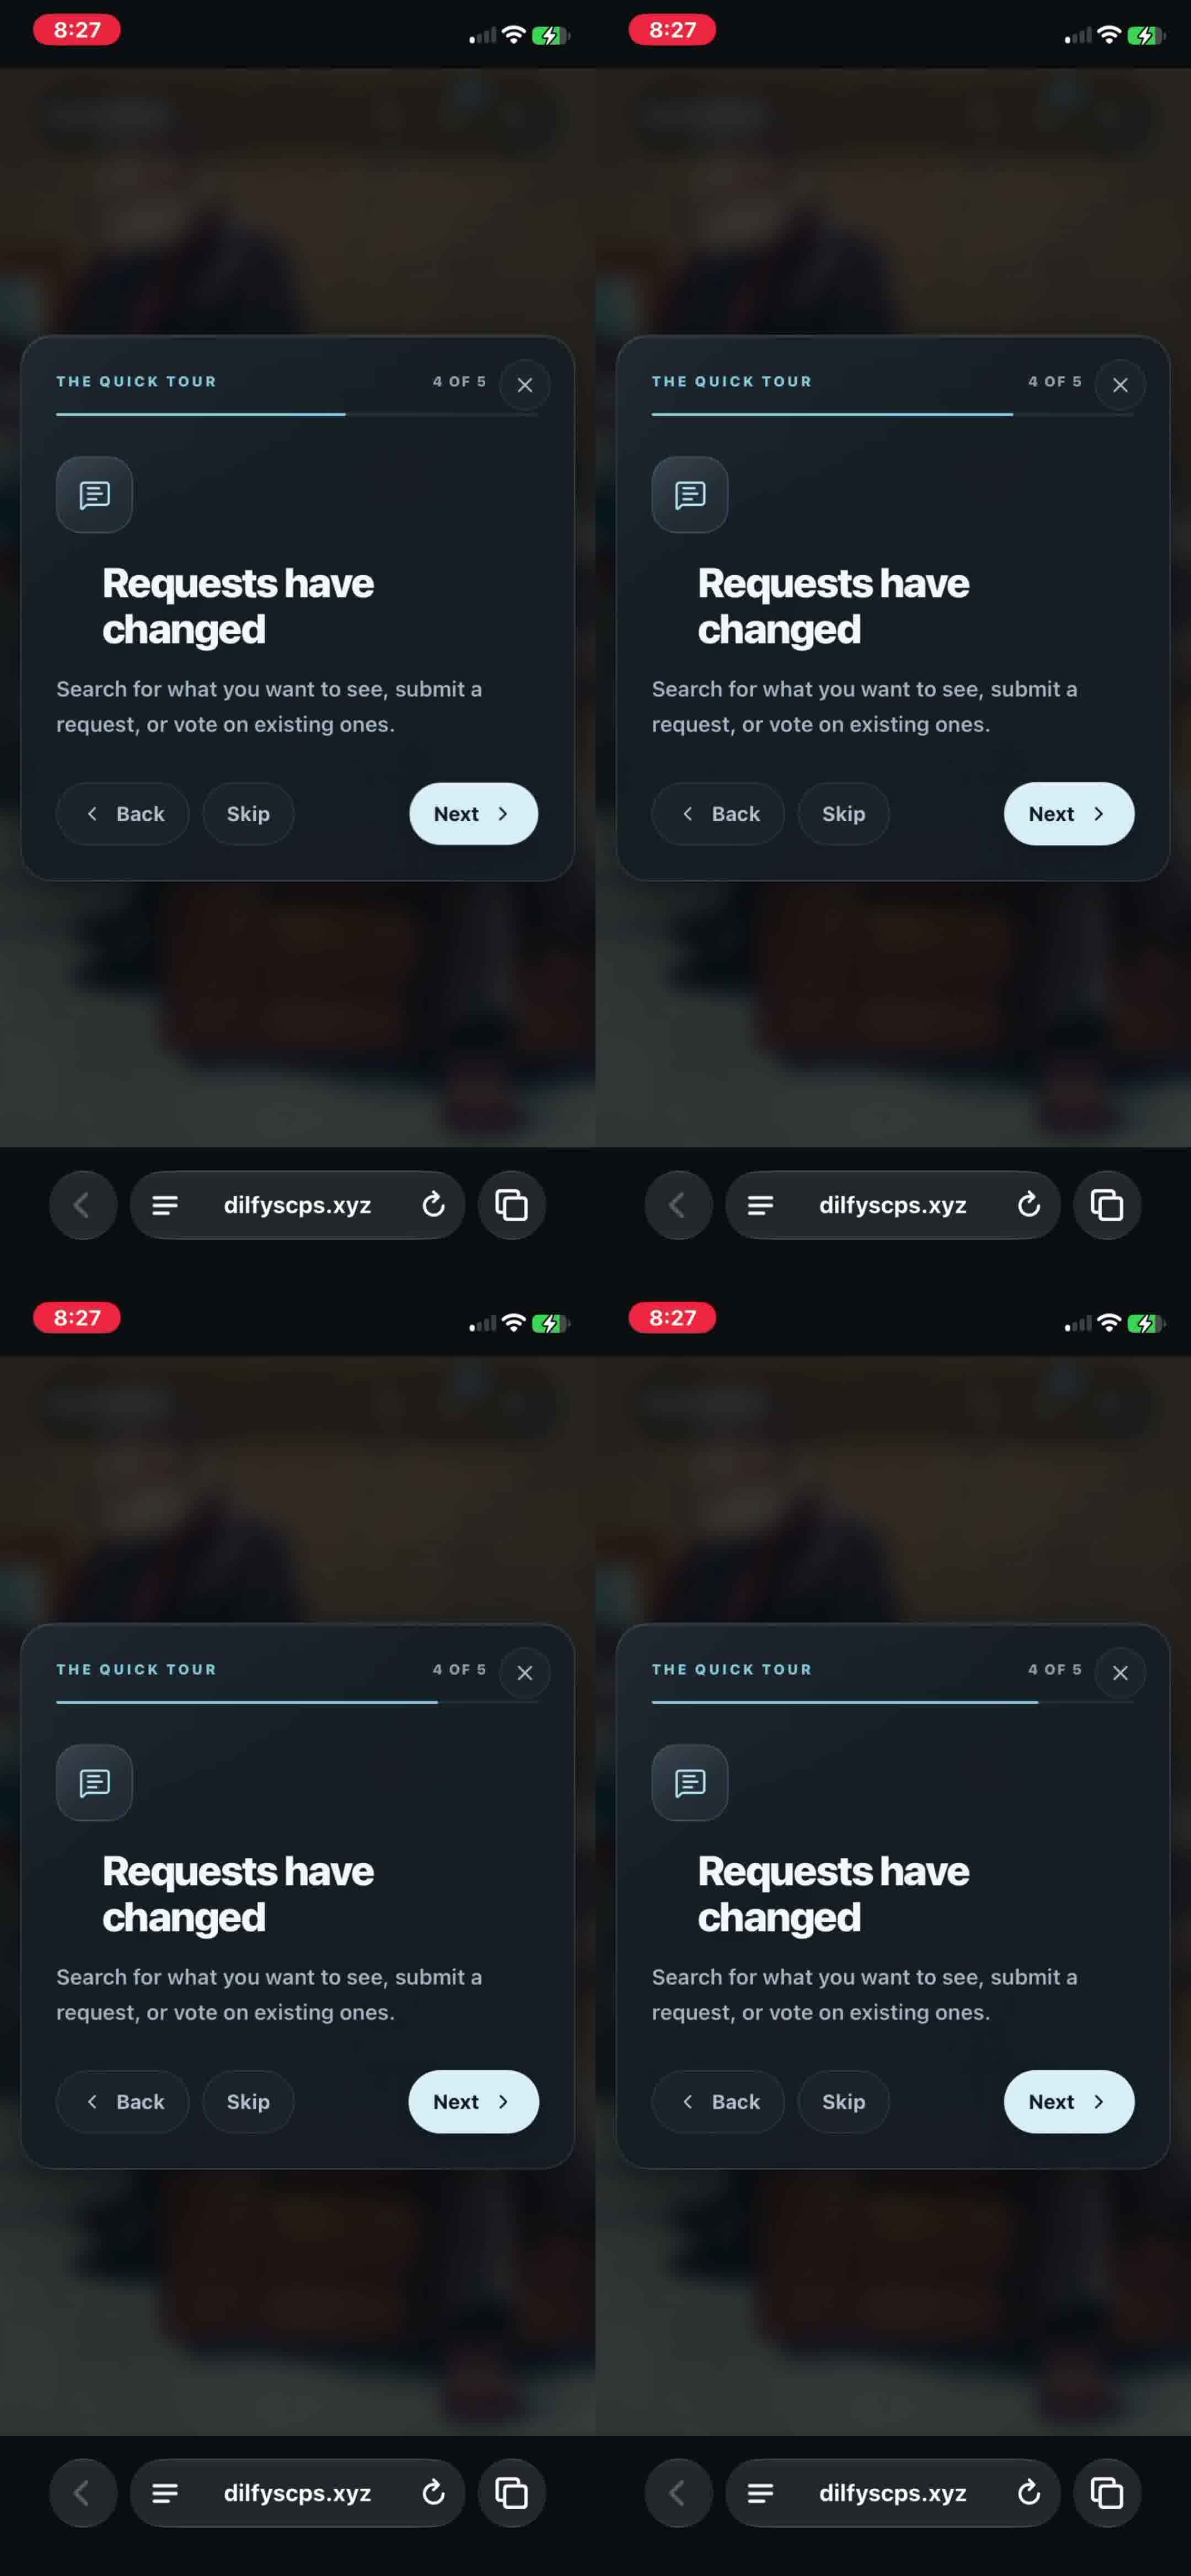 8:27
THE QUICK TOUR
4 OF 5
Requests have
changed
Search for what you want to see, submit a
request, or vote on existing ones.
Back
Skip
Next
dilfyscps.xyz
8:27
THE QUICK TOUR
4 OF 5
Requests have
changed
Search for what you want to see, submit a
request, or vote on existing ones.
Back
Skip
Next
dilfyscps.xyz
8:27
THE QUICK TOUR
4 OF 5
Requests have
changed
Search for what you want to see, submit a
request, or vote on existing ones.
Back
Skip
Next
dilfyscps.xyz
8:27
THE QUICK TOUR
4 OF 5
Requests have
changed
Search for what you want to see, submit a
request, or vote on existing ones.
Back
Skip
Next
dilfyscps.xyz